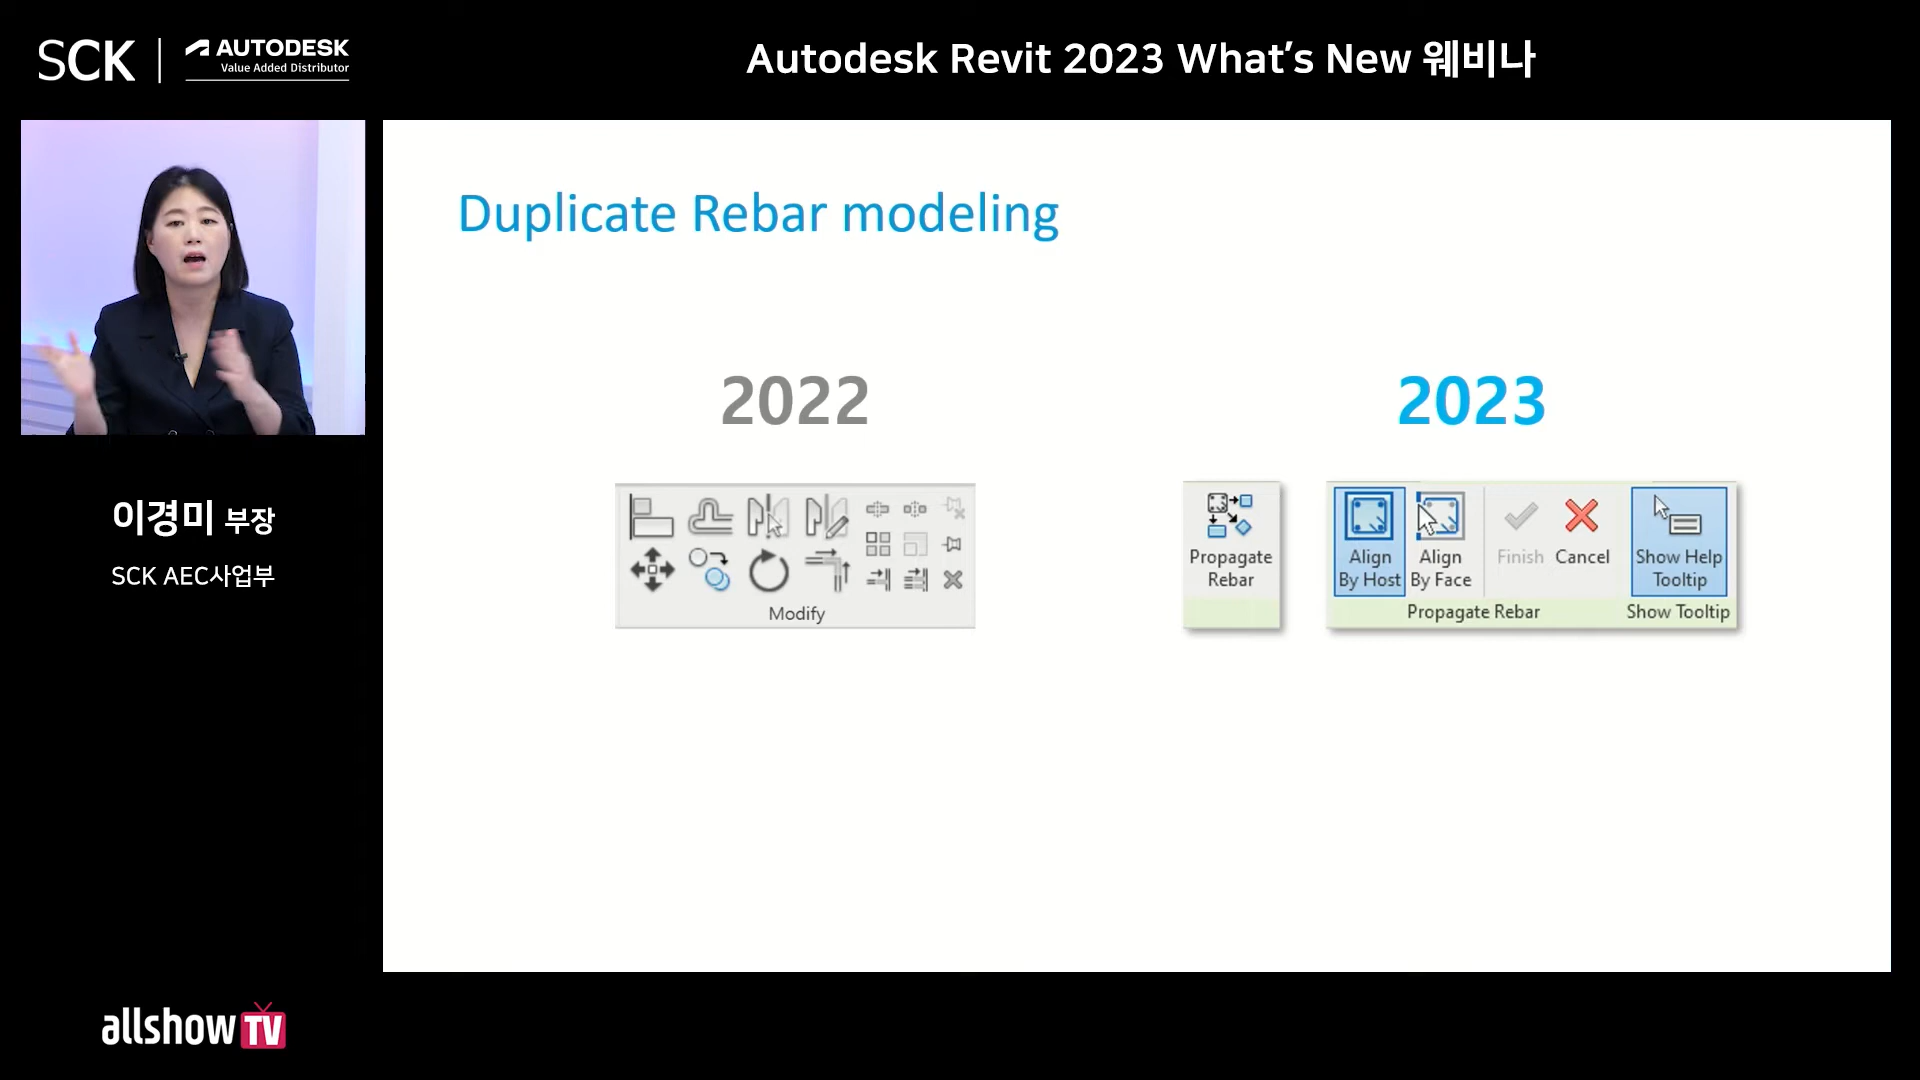 SCK
AUTODESK
Value Added Distributor
Autodesk Revit 2023 What's New 웨비나
Duplicate Rebar modeling
2022
2023
Modify
Propagate
Rebar
Align
By Host
Align
By Face
Finish
Cancel
Show Help
Tooltip
Propagate Rebar
Show Tooltip
이경미 부장
SCK AEC사업부
allshow TV